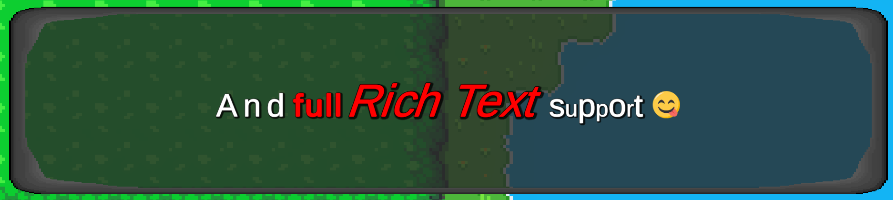 And full Rich Text support 😋